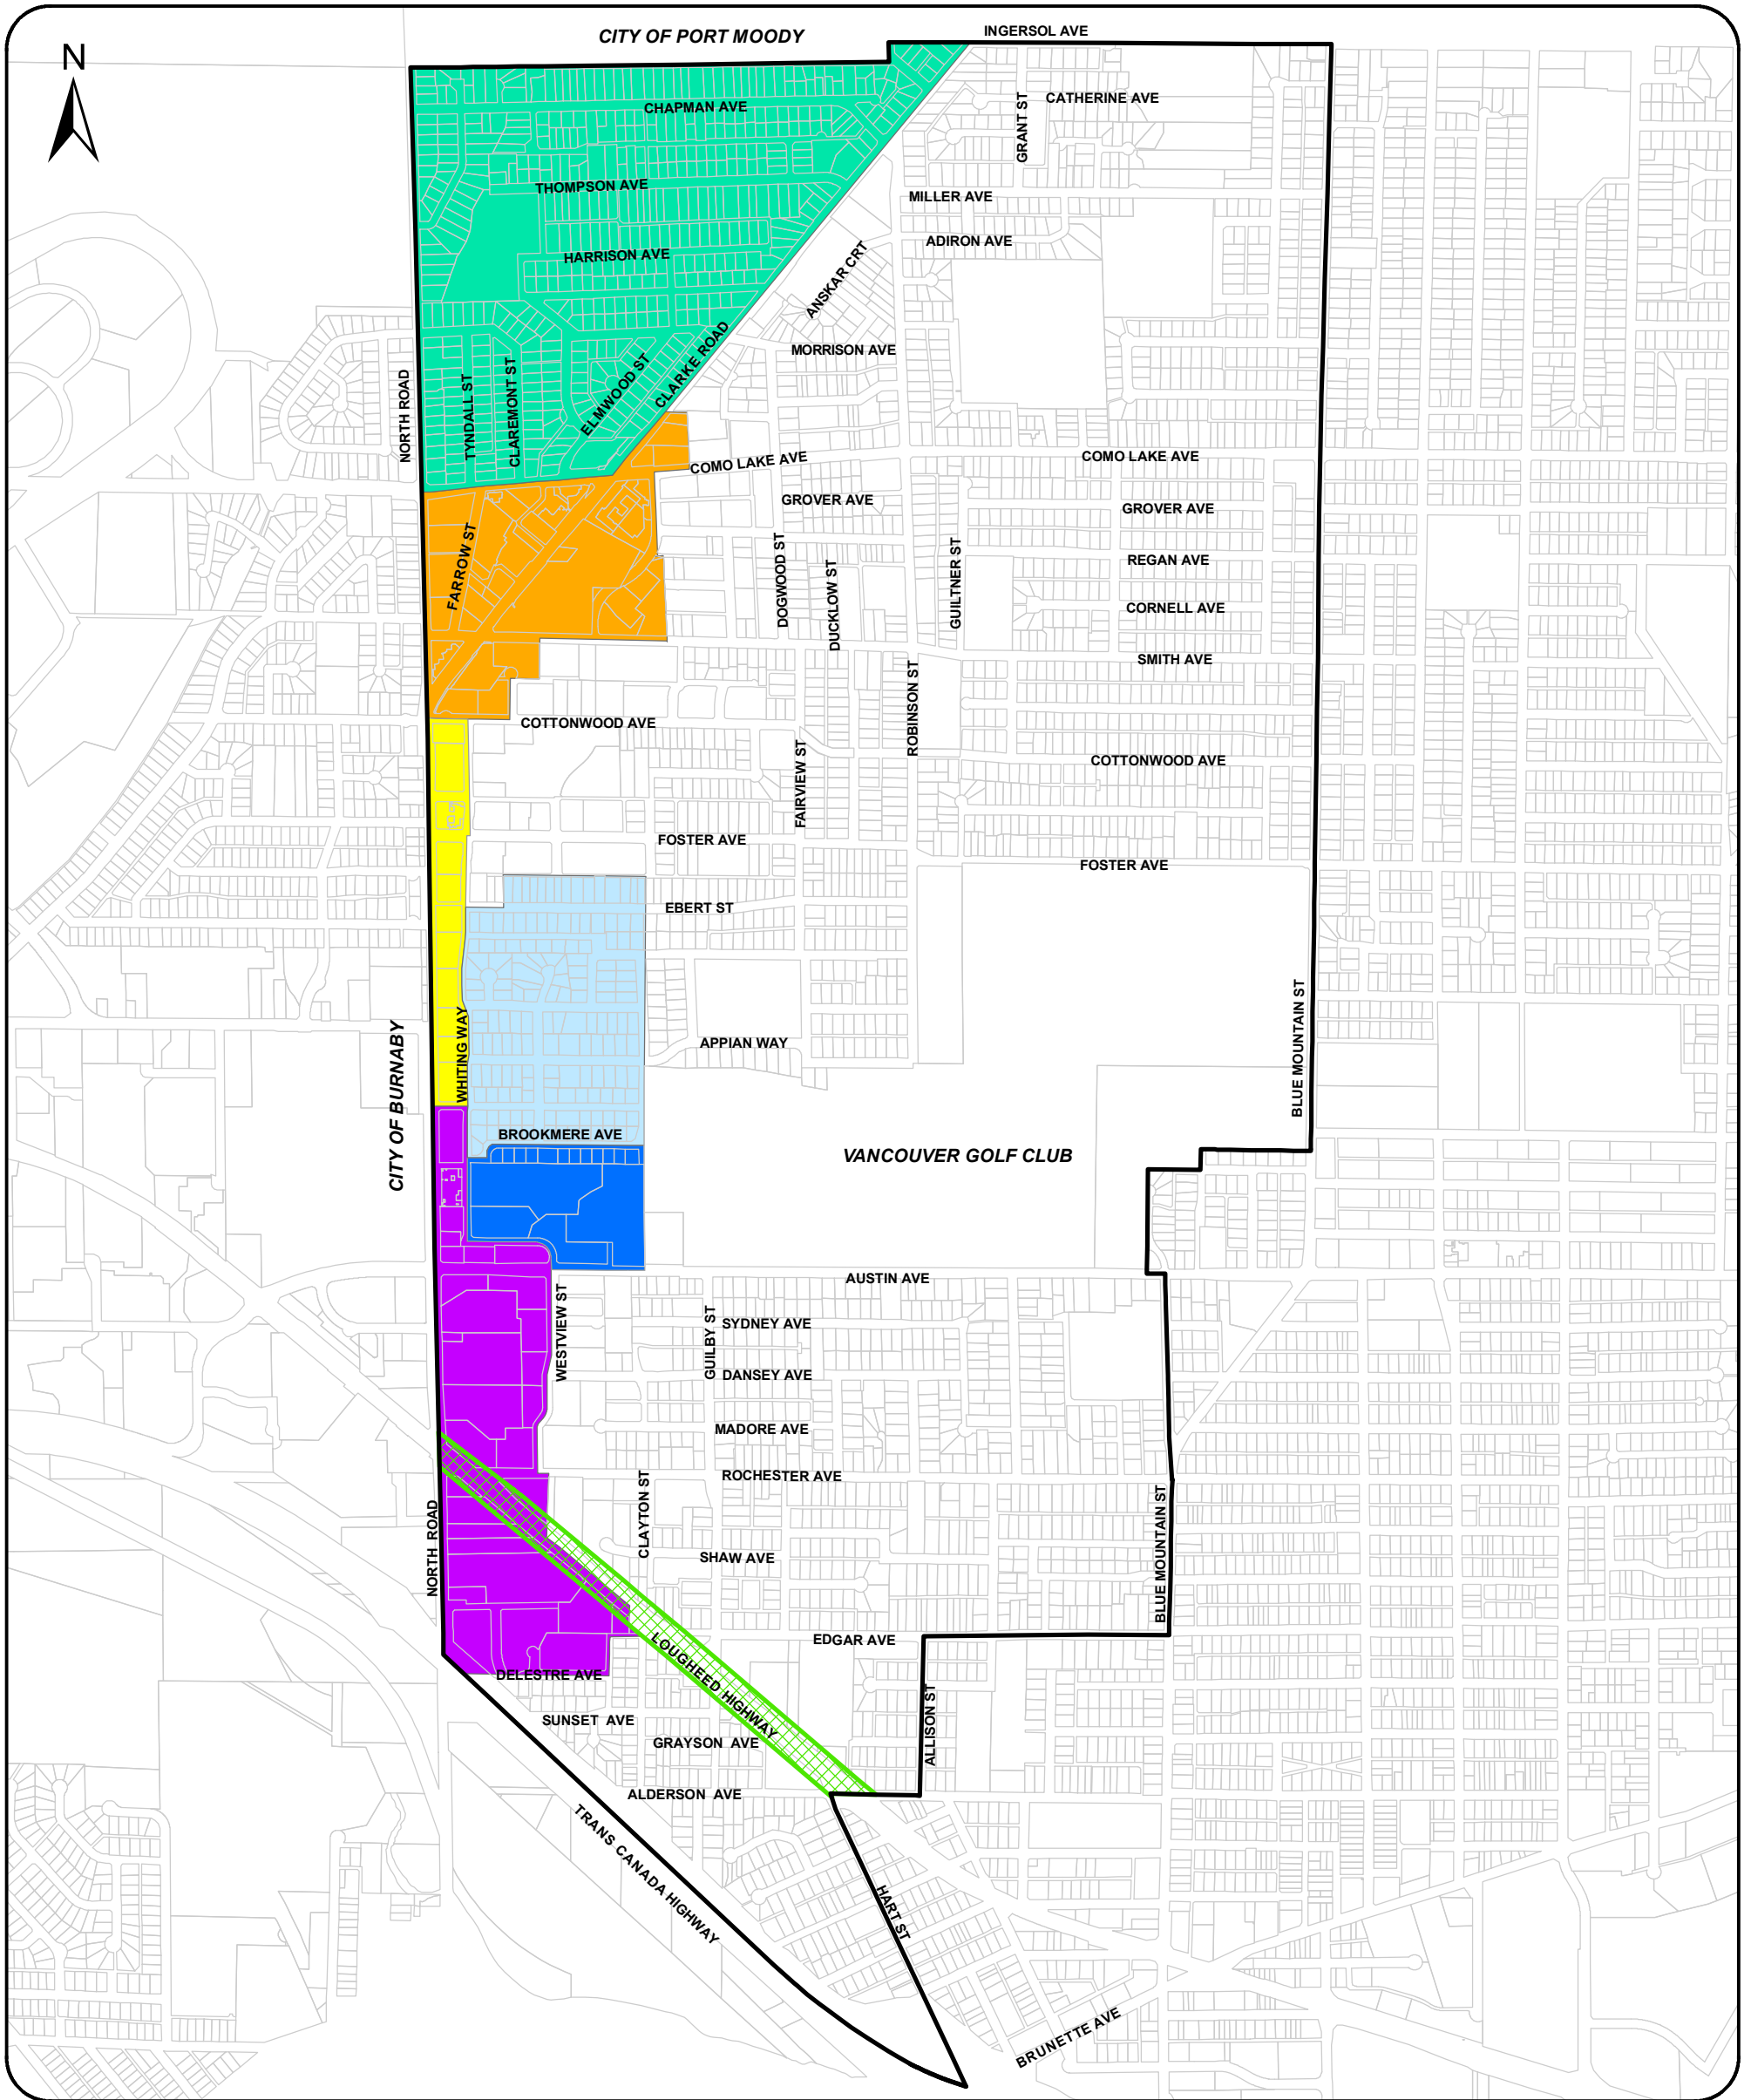 CITY OF PORT MOODY
INGERSOL AVE
N
CHAPMAN AVE
GRANT ST
CATHERINE AVE
THOMPSON AVE
MILLER AVE
ADIRON AVE
HARRISON AVE
ANSKAR CRT
MORRISON AVE
CLARKE ROAD
ELMWOOD ST
CLAREMONT ST
TYNDALL ST
NORTH ROAD
COMO LAKE AVE
COMO LAKE AVE
GROVER AVE
GROVER AVE
FARROW ST
DOGWOOD ST
DUCKLOW ST
GUILTNER ST
REGAN AVE
CORNELL AVE
SMITH AVE
ROBINSON ST
COTTONWOOD AVE
COTTONWOOD AVE
FAIRVIEW ST
FOSTER AVE
FOSTER AVE
EBERT ST
BLUE MOUNTAIN ST
WHITING WAY
APPIAN WAY
CITY OF BURNABY
BROOKMERE AVE
VANCOUVER GOLF CLUB
AUSTIN AVE
WESTVIEW ST
GUILBY ST
SYDNEY AVE
DANSEY AVE
MADORE AVE
ROCHESTER AVE
CLAYTON ST
NORTH ROAD
BLUE MOUNTAIN ST
SHAW AVE
EDGAR AVE
LOUGHEED HIGHWAY
DELESTRE AVE
ALLISON ST
SUNSET AVE
GRAYSON AVE
ALDERSON AVE
TRANS CANADA HIGHWAY
HART ST
BRUNETTE AVE